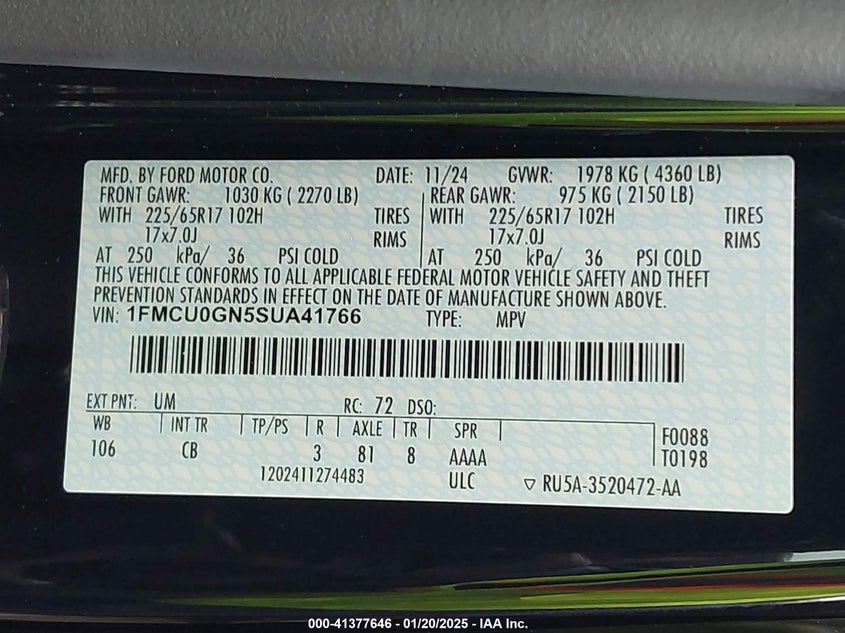 MFD. BY FORD MOTOR CO. DATE: 11/24 GVWR: 1978 KG ( 4360 LB)
FRONT GAWR: 1030 KG ( 2270 LB) REAR GAWR: 975 KG ( 2150 LB)
WITH 225/65R17 102H TIRES WITH 225/65R17 102H TIRES
17x7.0J RIMS 17x7.0J RIMS
AT 250 kPa/ 36 PSI COLD AT 250 kPa/ 36 PSI COLD
THIS VEHICLE CONFORMS TO ALL APPLICABLE FEDERAL MOTOR VEHICLE SAFETY AND THEFT
PREVENTION STANDARDS IN EFFECT ON THE DATE OF MANUFACTURE SHOWN ABOVE.
VIN: 1FMCU0GN5SUA41766 TYPE: MPV
EXT PNT: UM RC: 72 DSO:
WB INT TR TP/PS R AXLE TR SPR F0088
106 CB 3 81 8 AAAA T0198
1202411274483 ULC ▽ RU5A-3520472-AA
000-41377646 - 01/20/2025 - IAA Inc.